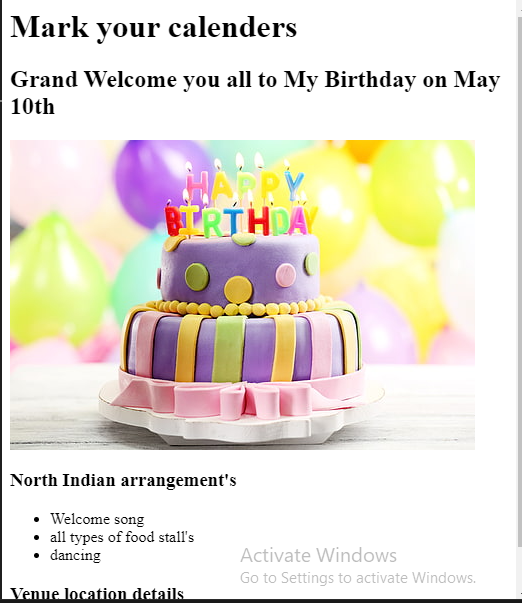 Mark your calenders
Grand Welcome you all to My Birthday on May
10th
HAPPY
BIRTHDAY
North Indian arrangement's
Welcome song
all types of food stall's
dancing
Activate Windows
Go to Settings to activate Windows.
Venue location details